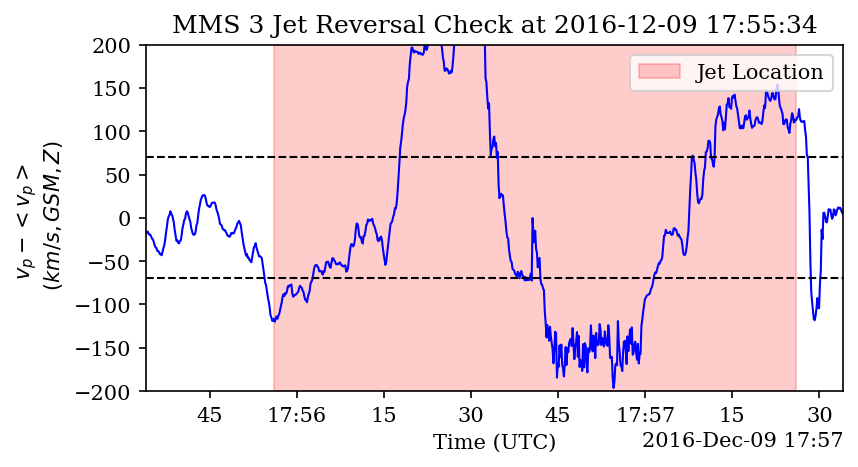 MMS 3 Jet Reversal Check at 2016-12-09 17:55:34
Jet Location
v_p − < v_p >
(km/s, GSM, Z)
200
150
100
50
0
−50
−100
−150
−200
45
17:56
15
30
45
17:57
15
30
Time (UTC)
2016-Dec-09 17:57